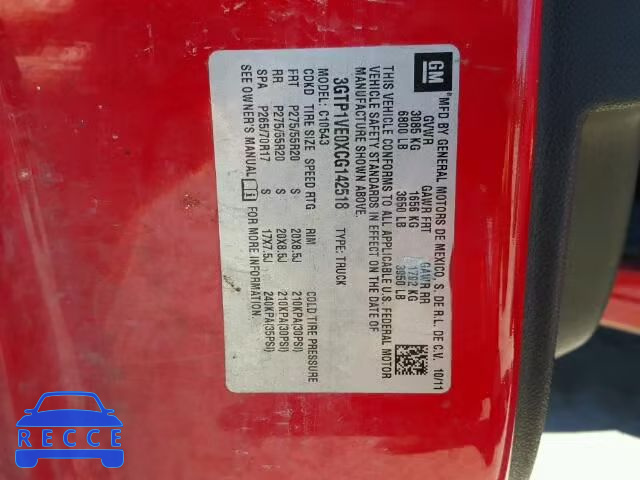 GM
MFD BY GENERAL MOTORS DE MEXICO, S. DE R.L. DE C.V. 10/11
GVWR GAWR FRT GAWR RR
3085 KG 1656 KG 1792 KG
6800 LB 3650 LB 3950 LB
THIS VEHICLE CONFORMS TO ALL APPLICABLE U.S. FEDERAL MOTOR
VEHICLE SAFETY STANDARDS IN EFFECT ON THE DATE OF
MANUFACTURE SHOWN ABOVE.
3GTP1VE0XCG142518 TYPE: TRUCK
MODEL: C10543
CDKD TIRE SIZE SPEED RTG RIM COLD TIRE PRESSURE
FRT P275/55R20 S 20X8.5J 210KPA(30PSI)
RR P275/55R20 S 20X8.5J 210KPA(30PSI)
SPA P265/70R17 S 17X7.5J 240KPA(35PSI)
SEE OWNER'S MANUAL FOR MORE INFORMATION.
RECCE